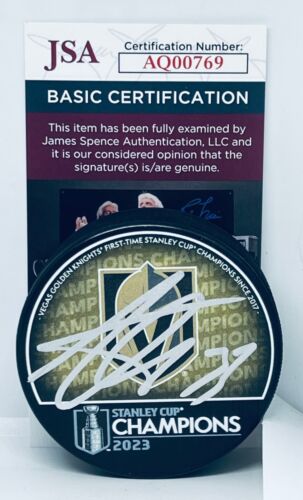 JSA
Certification Number:
AQ00769
BASIC CERTIFICATION
This item has been fully examined by
James Spence Authentication, LLC and
it is our considered opinion that the
signature(s) is/are genuine.
VEGAS GOLDEN KNIGHTS® FIRST-TIME STANLEY CUP® CHAMPIONS SINCE 2017
CHAMPIONS
STANLEY CUP®
CHAMPIONS
2023